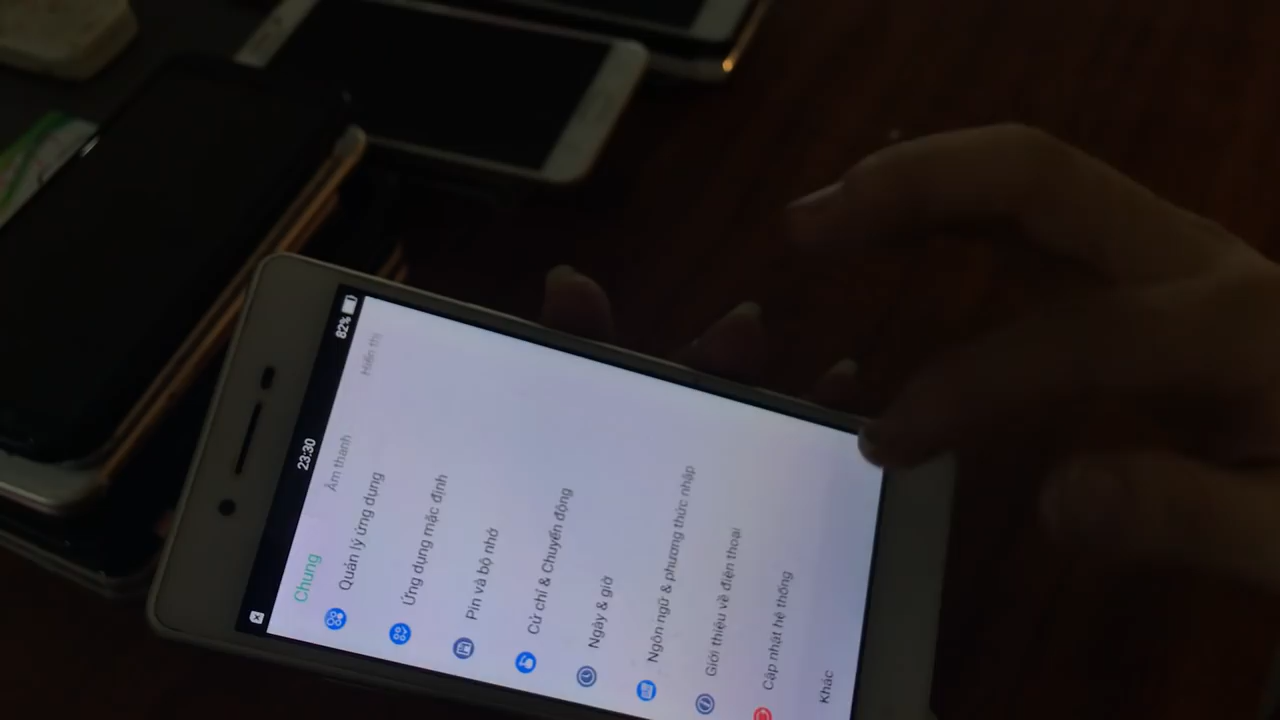 23:30
82%
Chung
Âm thanh
Hiển thị
Quản lý ứng dụng
Ứng dụng mặc định
Pin và bộ nhớ
Cử chỉ & Chuyển động
Ngày & giờ
Ngôn ngữ & phương thức nhập
Giới thiệu về điện thoại
Cập nhật hệ thống
Khác